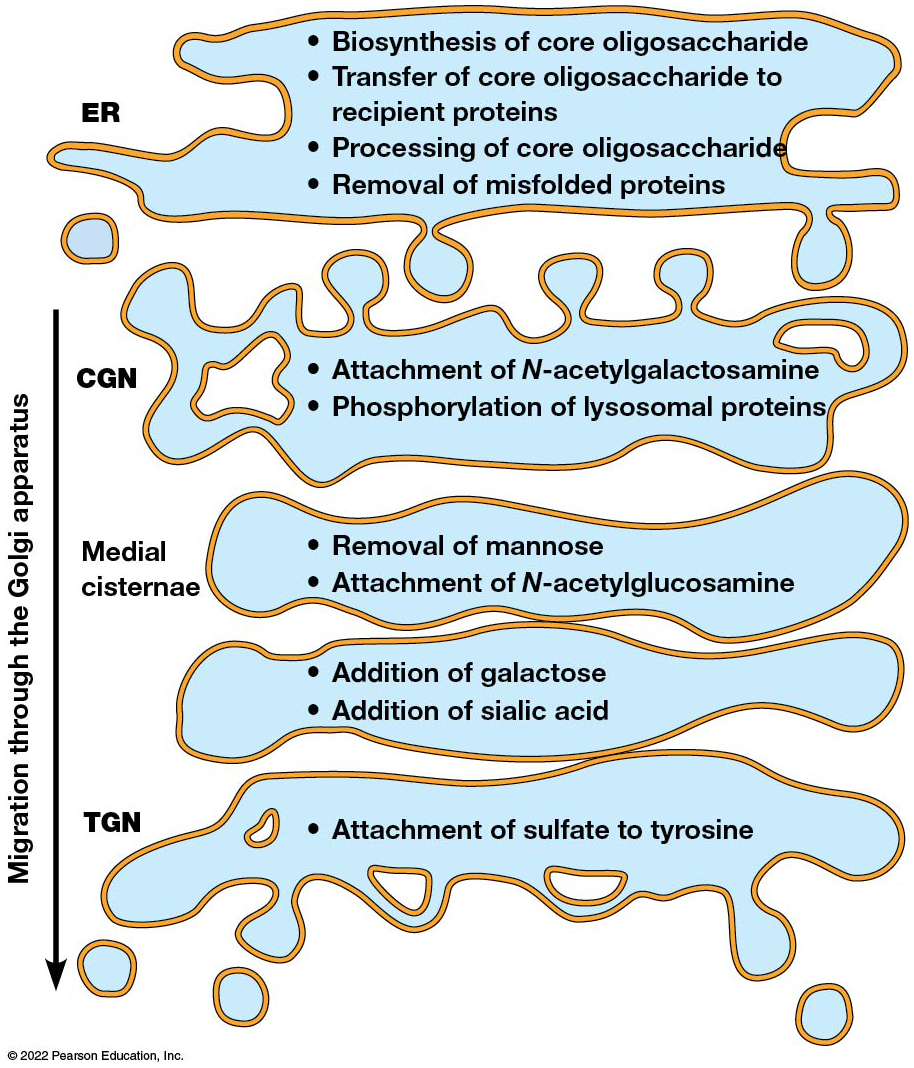 • Biosynthesis of core oligosaccharide
• Transfer of core oligosaccharide to
recipient proteins
ER
• Processing of core oligosaccharide
• Removal of misfolded proteins
CGN
• Attachment of N-acetylgalactosamine
• Phosphorylation of lysosomal proteins
Migration through the Golgi apparatus
Medial
cisternae
• Removal of mannose
• Attachment of N-acetylglucosamine
• Addition of galactose
• Addition of sialic acid
TGN
• Attachment of sulfate to tyrosine
© 2022 Pearson Education, Inc.